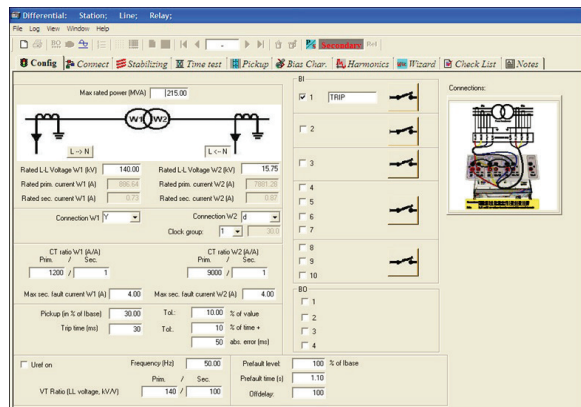 Differential: Station; Line; Relay;
File Log View Window Help
Secondary Rel
Config Connect Stabilizing Time test Pickup Bias Char. Harmonics Wizard Check List Notes
Max rated power (MVA) 215.00
W1 W2
L -> N L <- N
Rated L-L Voltage W1 (kV) 140.00 Rated L-L Voltage W2 (kV) 15.75
Rated prim. current W1 (A) 886.64 Rated prim. current W2 (A)
Rated sec. current W1 (A) 0.73 Rated sec. current W2 (A)
Connection W1 Y Connection W2 d
Clock group: 1 30.0
CT ratio W1 (A/A) CT ratio W2 (A/A)
Prim. / Sec. Prim. / Sec.
1200 / 1 9000 / 1
Max sec. fault current W1 (A) 4.00 Max sec. fault current W2 (A) 4.00
Pickup (in % of Ibase) 30.00 Tol.: 10.00 % of value
Trip time (ms) Tol.: 10 % of time +
50 abs. error (ms)
Uref on Frequency (Hz) 50.00
Prim. / Sec.
VT Ratio (LL voltage, kV/V) 140 / 100
BI
1 TRIP
2
3
4
5
6
7
8
9
10
BO
1
2
3
4
Prefault level: 100 % of Ibase
Prefault time (s) 1.10
Offdelay: 100
Connections: